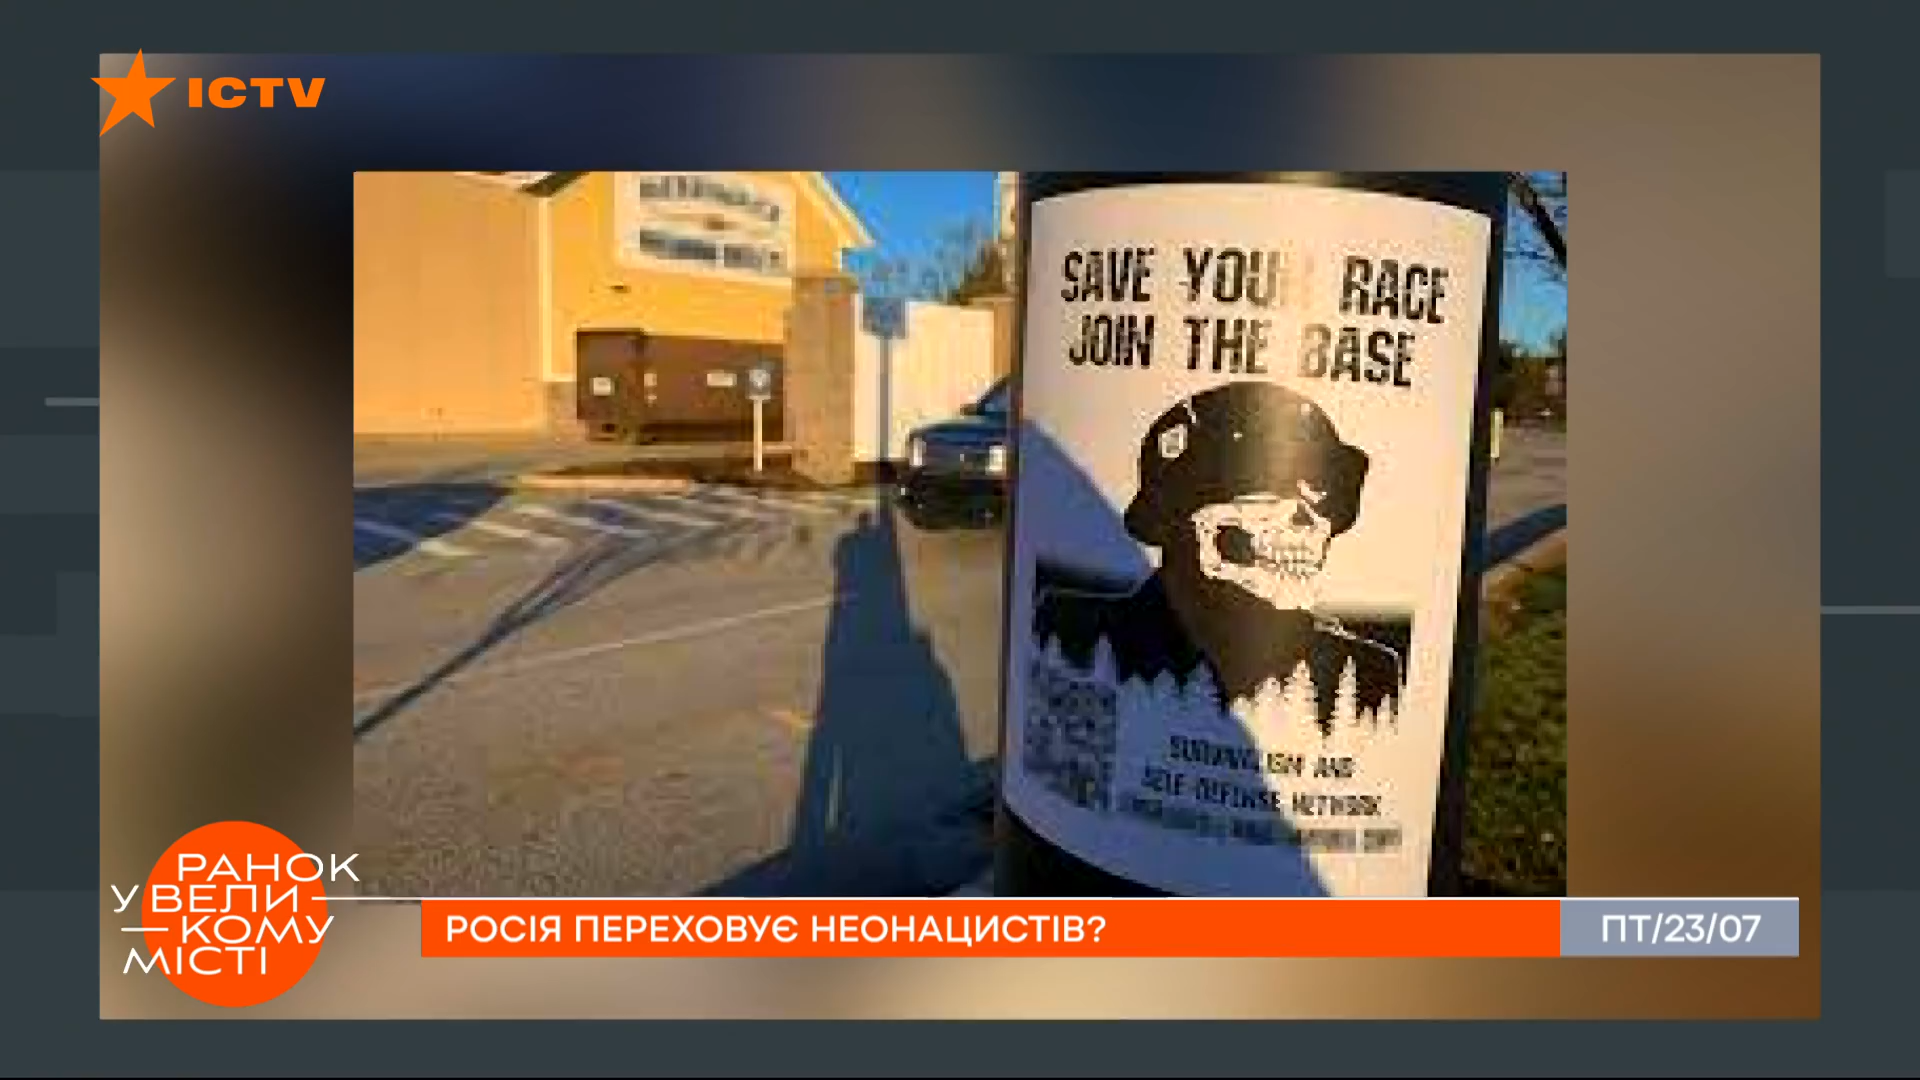 ICTV
SAVE YOUR RACE
JOIN THE BASE
SURVIVALISM AND
SELF-DEFENSE NETWORK
РАНОК
У ВЕЛИ
—КОМУ
МІСТІ
РОСІЯ ПЕРЕХОВУЄ НЕОНАЦИСТІВ?
ПТ/23/07